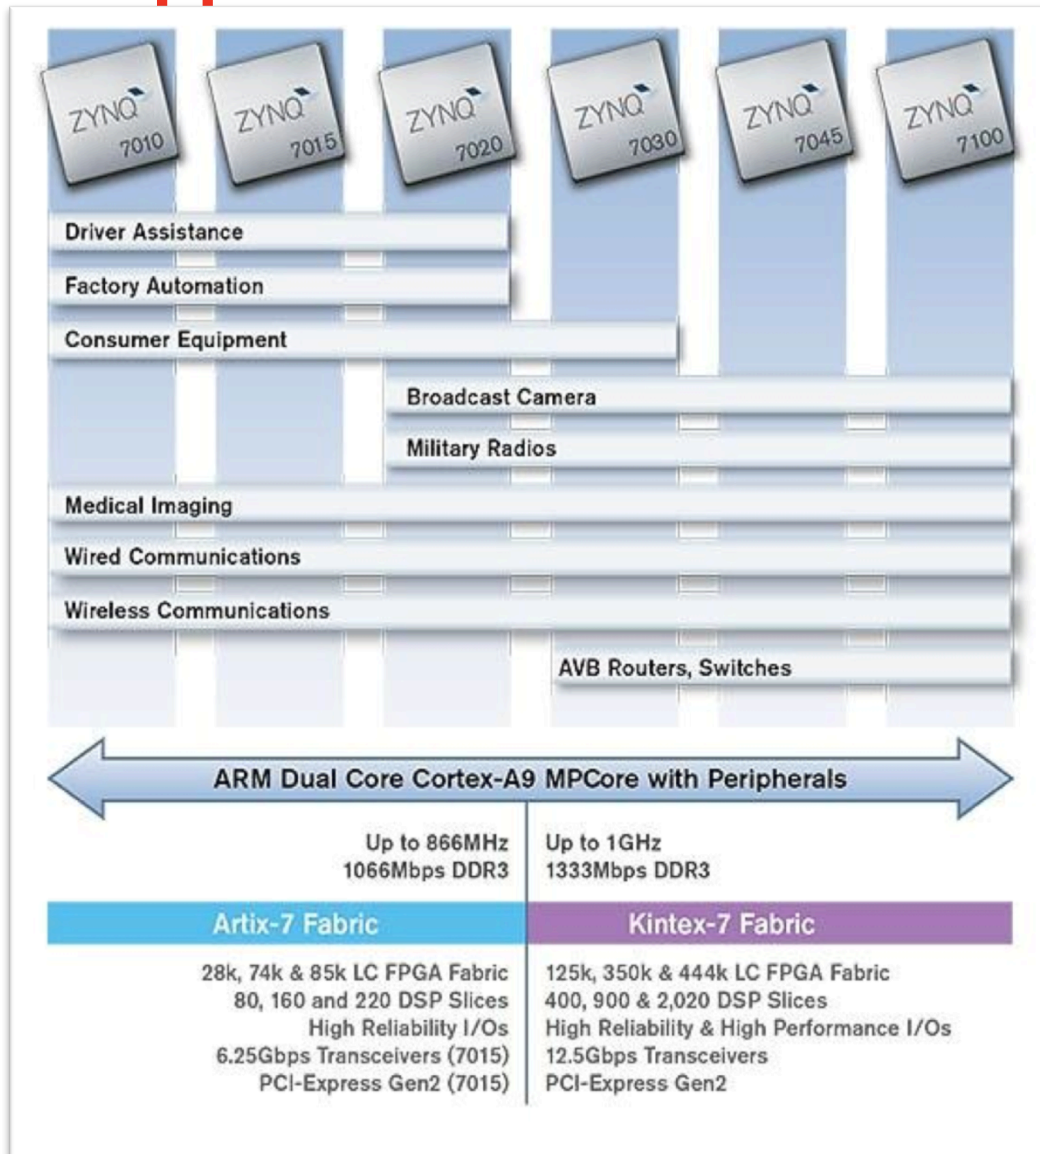 ZYNQ 7010
ZYNQ 7015
ZYNQ 7020
ZYNQ 7030
ZYNQ 7045
ZYNQ 7100
Driver Assistance
Factory Automation
Consumer Equipment
Broadcast Camera
Military Radios
Medical Imaging
Wired Communications
Wireless Communications
AVB Routers, Switches
ARM Dual Core Cortex-A9 MPCore with Peripherals
Up to 866MHz
1066Mbps DDR3
Up to 1GHz
1333Mbps DDR3
Artix-7 Fabric
Kintex-7 Fabric
28k, 74k & 85k LC FPGA Fabric
80, 160 and 220 DSP Slices
High Reliability I/Os
6.25Gbps Transceivers (7015)
PCI-Express Gen2 (7015)
125k, 350k & 444k LC FPGA Fabric
400, 900 & 2,020 DSP Slices
High Reliability & High Performance I/Os
12.5Gbps Transceivers
PCI-Express Gen2